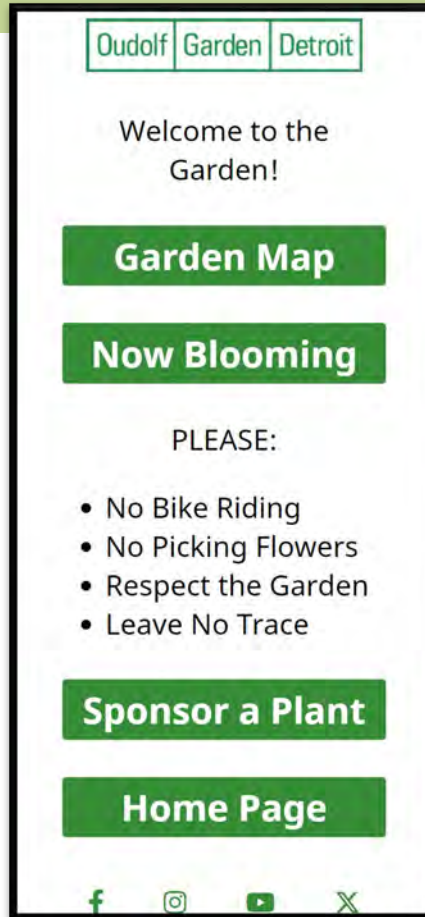 Oudolf Garden Detroit
Welcome to the
Garden!
Garden Map
Now Blooming
PLEASE:
• No Bike Riding
• No Picking Flowers
• Respect the Garden
• Leave No Trace
Sponsor a Plant
Home Page